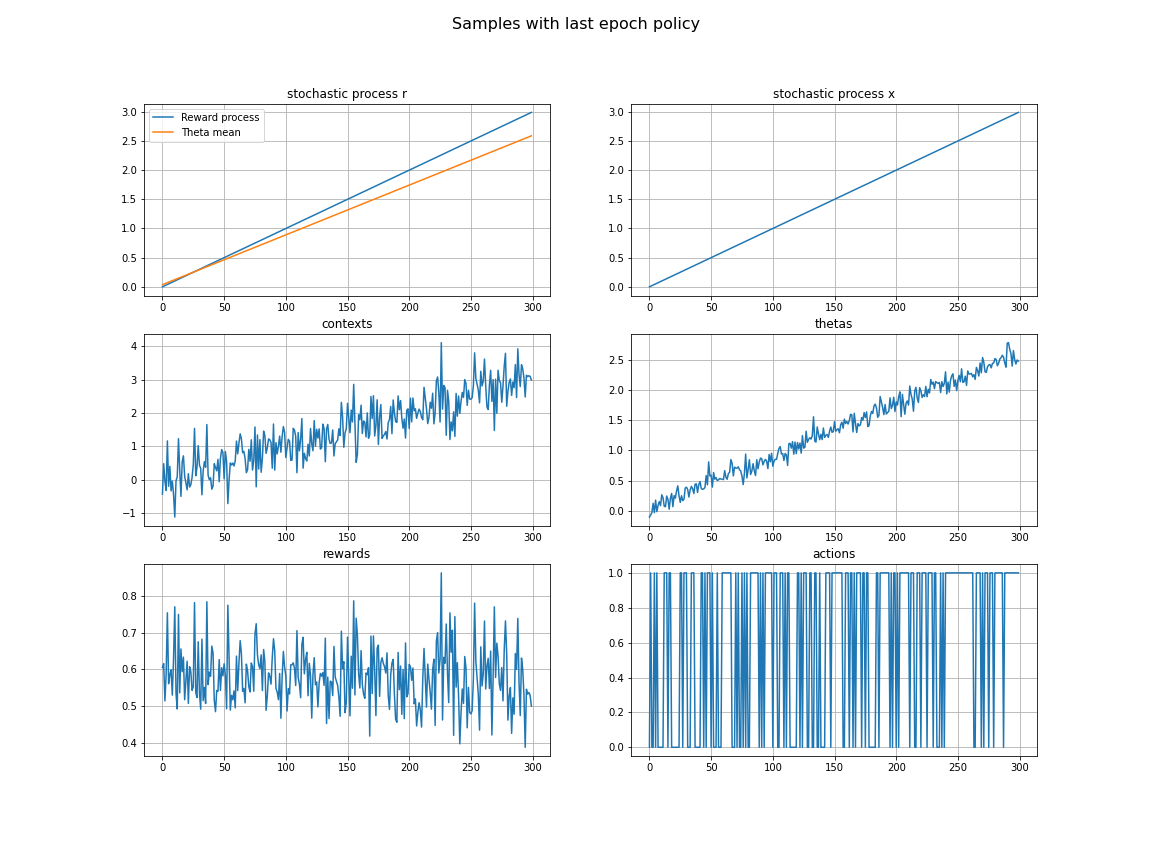 Samples with last epoch policy
stochastic process r
3.0
2.5
2.0
1.5
1.0
0.5
0.0
Reward process
Theta mean
0 50 100 150 200 250 300
stochastic process x
3.0
2.5
2.0
1.5
1.0
0.5
0.0
0 50 100 150 200 250 300
contexts
4
3
2
1
0
−1
0 50 100 150 200 250 300
thetas
2.5
2.0
1.5
1.0
0.5
0.0
0 50 100 150 200 250 300
rewards
0.8
0.7
0.6
0.5
0.4
0 50 100 150 200 250 300
actions
1.0
0.8
0.6
0.4
0.2
0.0
0 50 100 150 200 250 300